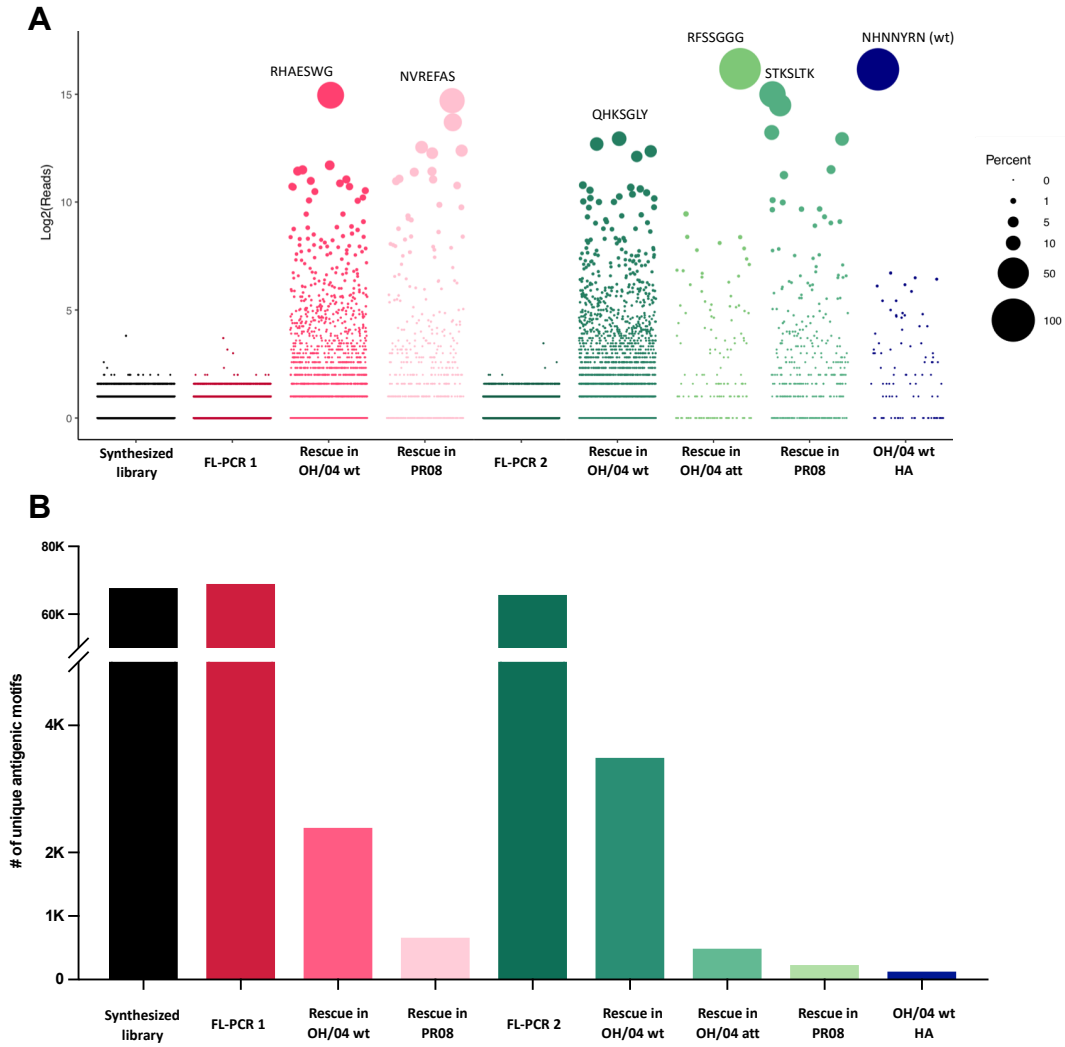 A
RHAESWG
NVREFAS
QHKSGLY
RFSSGGG
STKSLTK
NHNNYRN (wt)
Log2(Reads)
15
10
5
0
Synthesized
library
FL-PCR 1
Rescue in
OH/04 wt
Rescue in
PR08
FL-PCR 2
Rescue in
OH/04 wt
Rescue in
OH/04 att
Rescue in
PR08
OH/04 wt
HA
Percent
0
1
5
10
50
100
B
# of unique antigenic motifs
80K
60K
4K
2K
1K
0
Synthesized
library
FL-PCR 1
Rescue in
OH/04 wt
Rescue in
PR08
FL-PCR 2
Rescue in
OH/04 wt
Rescue in
OH/04 att
Rescue in
PR08
OH/04 wt
HA